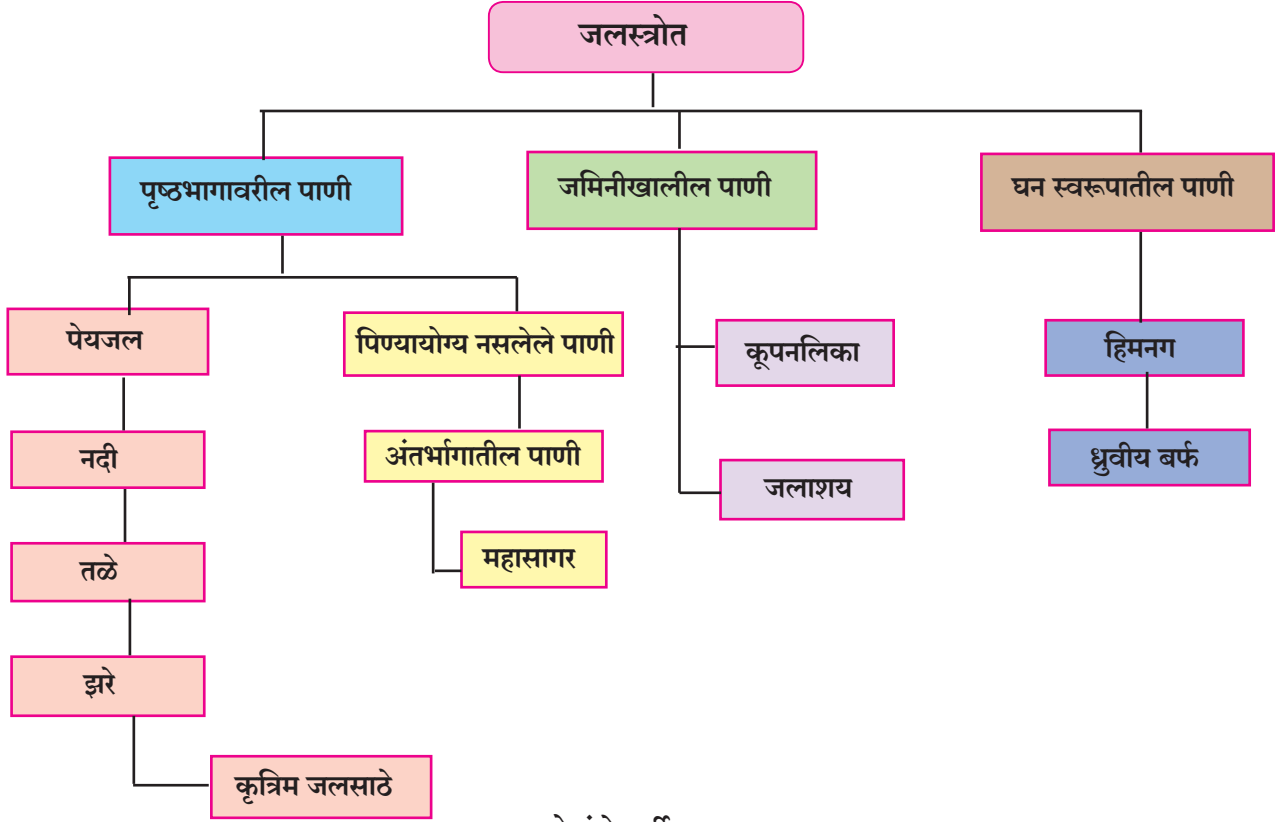 जलस्त्रोत
पृष्ठभागावरील पाणी
जमिनीखालील पाणी
घन स्वरूपातील पाणी
पेयजल
पिण्यायोग्य नसलेले पाणी
कूपनलिका
हिमनग
नदी
अंतर्भागातील पाणी
जलाशय
ध्रुवीय बर्फ
तळे
महासागर
झरे
कृत्रिम जलसाठे